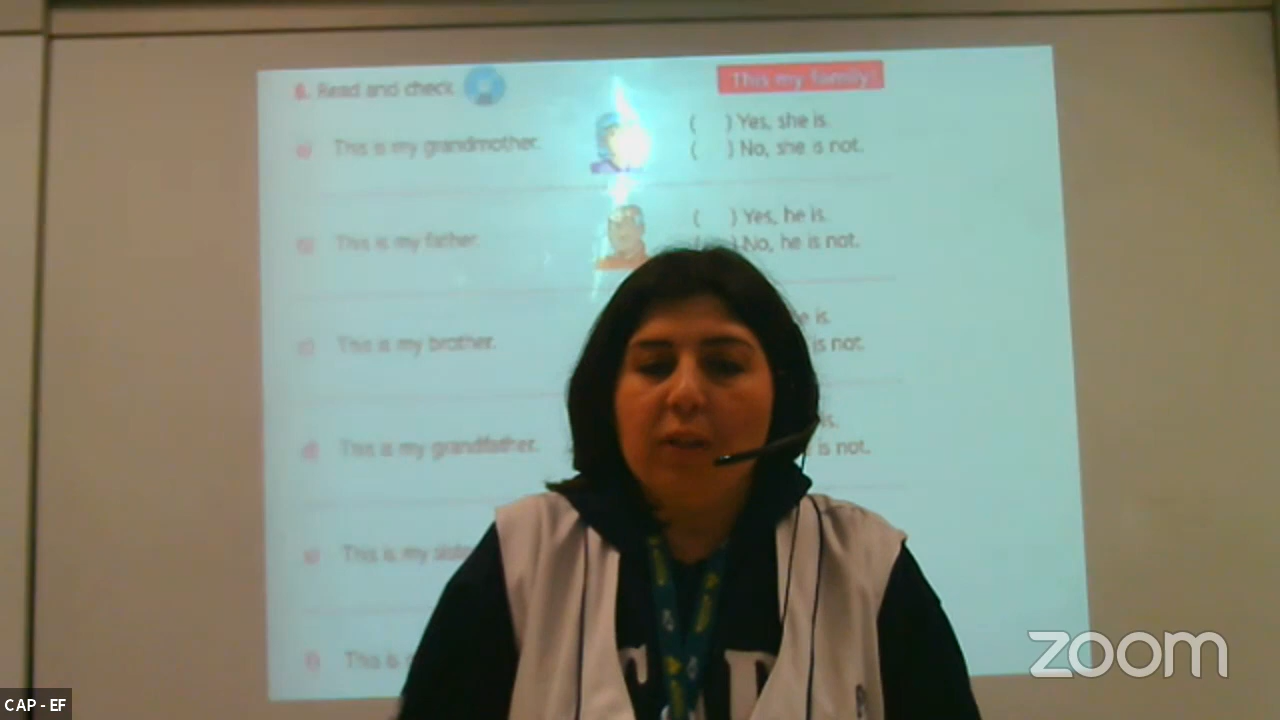 6. Read and check.
This my family!
a) This is my grandmother.
( ) Yes, she is.
( ) No, she is not.
b) This is my father.
( ) Yes, he is.
( ) No, he is not.
c) This is my brother.
is.
is not.
d) This is my grandfather.
is.
is not.
e) This is my
f) This is
zoom
CAP - EF